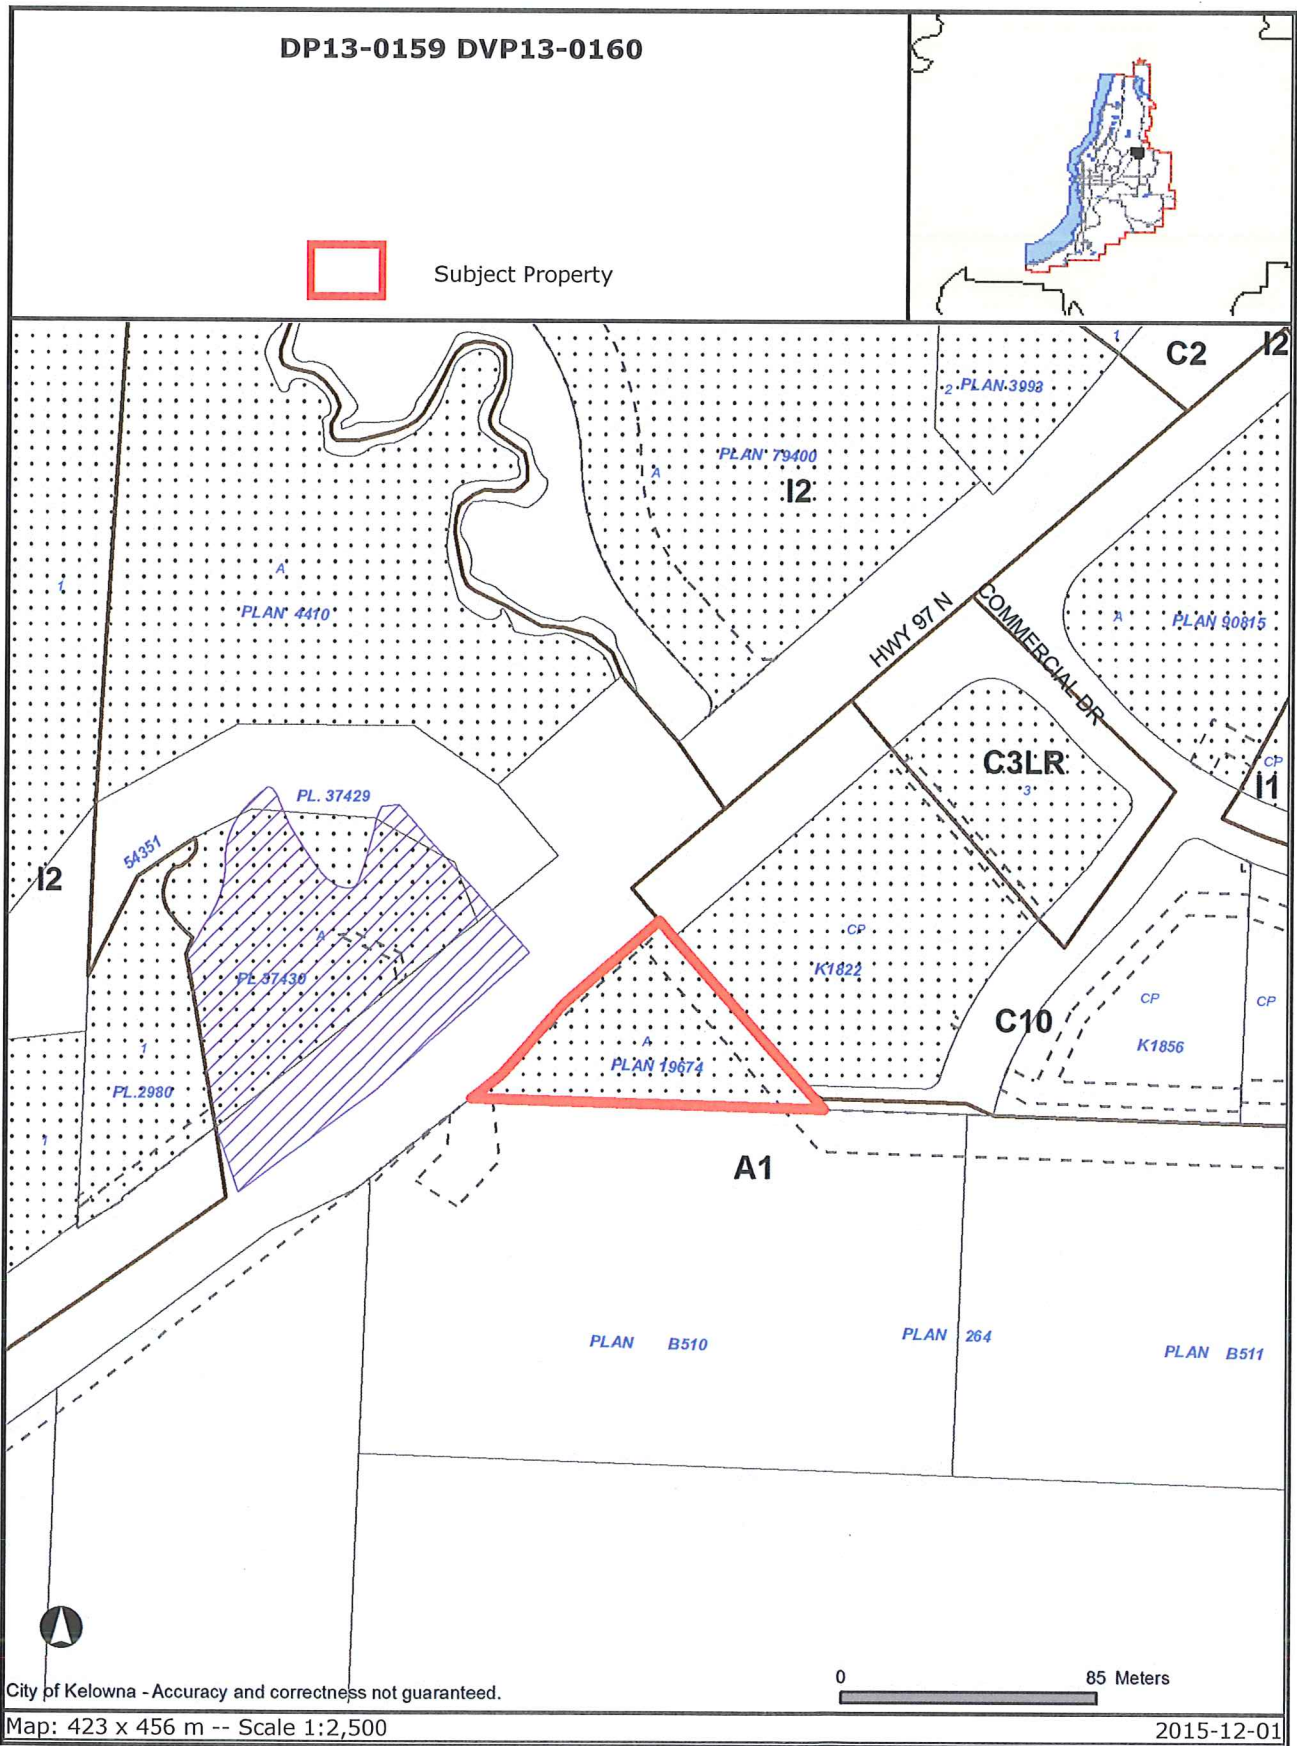 DP13-0159 DVP13-0160
Subject Property
1
C2
I2
2 PLAN 3993
PLAN 79400
A
I2
A
1
PLAN 4410
HWY 97 N
COMMERCIAL DR
A
PLAN 90815
C3LR
3
CP
I1
PL. 37429
54351
I2
A
PL 37430
CP
K1822
C10
CP
CP
K1856
1
PL.2980
1
A
PLAN 19674
A1
PLAN B510
PLAN 264
PLAN B511
0 85 Meters
City of Kelowna - Accuracy and correctness not guaranteed.
Map: 423 x 456 m -- Scale 1:2,500
2015-12-01